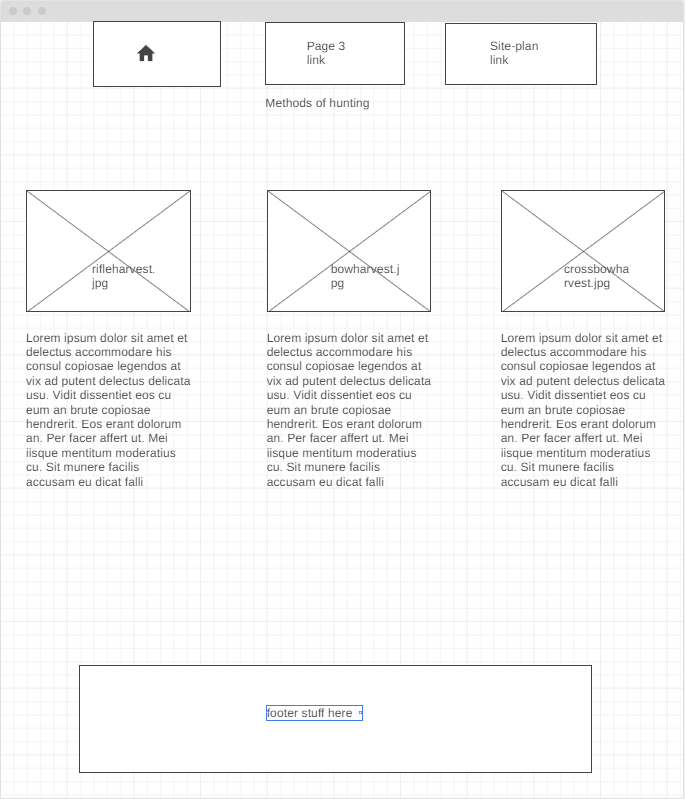 Page 3
link
Site-plan
link
Methods of hunting
rifleharvest.
jpg
bowharvest.j
pg
crossbowha
rvest.jpg
Lorem ipsum dolor sit amet et
delectus accommodare his
consul copiosae legendos at
vix ad putent delectus delicata
usu. Vidit dissentiet eos cu
eum an brute copiosae
hendrerit. Eos erant dolorum
an. Per facer affert ut. Mei
iisque mentitum moderatius
cu. Sit munere facilis
accusam eu dicat falli
Lorem ipsum dolor sit amet et
delectus accommodare his
consul copiosae legendos at
vix ad putent delectus delicata
usu. Vidit dissentiet eos cu
eum an brute copiosae
hendrerit. Eos erant dolorum
an. Per facer affert ut. Mei
iisque mentitum moderatius
cu. Sit munere facilis
accusam eu dicat falli
Lorem ipsum dolor sit amet et
delectus accommodare his
consul copiosae legendos at
vix ad putent delectus delicata
usu. Vidit dissentiet eos cu
eum an brute copiosae
hendrerit. Eos erant dolorum
an. Per facer affert ut. Mei
iisque mentitum moderatius
cu. Sit munere facilis
accusam eu dicat falli
footer stuff here